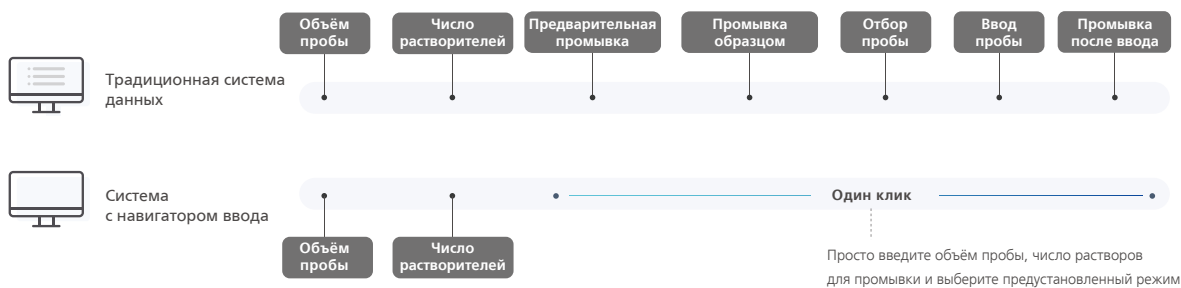 Объём
пробы
Число
растворителей
Предварительная
промывка
Промывка
образцом
Отбор
пробы
Ввод
пробы
Промывка
после ввода
Традиционная система
данных
Система
с навигатором ввода
Один клик
Объём
пробы
Число
растворителей
Просто введите объём пробы, число растворов
для промывки и выберите предустановленный режим